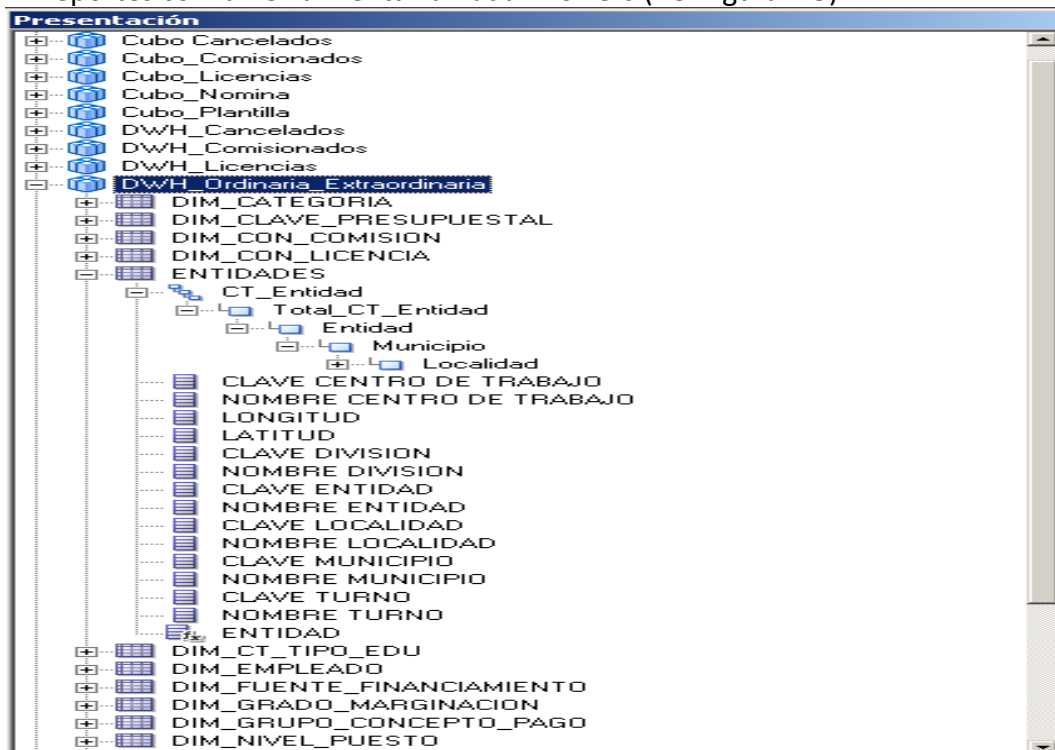 Presentación
Cubo Cancelados
Cubo_Comisionados
Cubo_Licencias
Cubo_Nomina
Cubo_Plantilla
DWH_Cancelados
DWH_Comisionados
DWH_Licencias
DWH_Ordinaria_Extraordinaria
DIM_CATEGORIA
DIM_CLAVE_PRESUPUESTAL
DIM_CON_COMISION
DIM_CON_LICENCIA
ENTIDADES
CT_Entidad
Total_CT_Entidad
Entidad
Municipio
Localidad
CLAVE CENTRO DE TRABAJO
NOMBRE CENTRO DE TRABAJO
LONGITUD
LATITUD
CLAVE DIVISION
NOMBRE DIVISION
CLAVE ENTIDAD
NOMBRE ENTIDAD
CLAVE LOCALIDAD
NOMBRE LOCALIDAD
CLAVE MUNICIPIO
NOMBRE MUNICIPIO
CLAVE TURNO
NOMBRE TURNO
ENTIDAD
DIM_CT_TIPO_EDU
DIM_EMPLEADO
DIM_FUENTE_FINANCIAMIENTO
DIM_GRADO_MARGINACION
DIM_GRUPO_CONCEPTO_PAGO
DIM_NIVEL_PUESTO